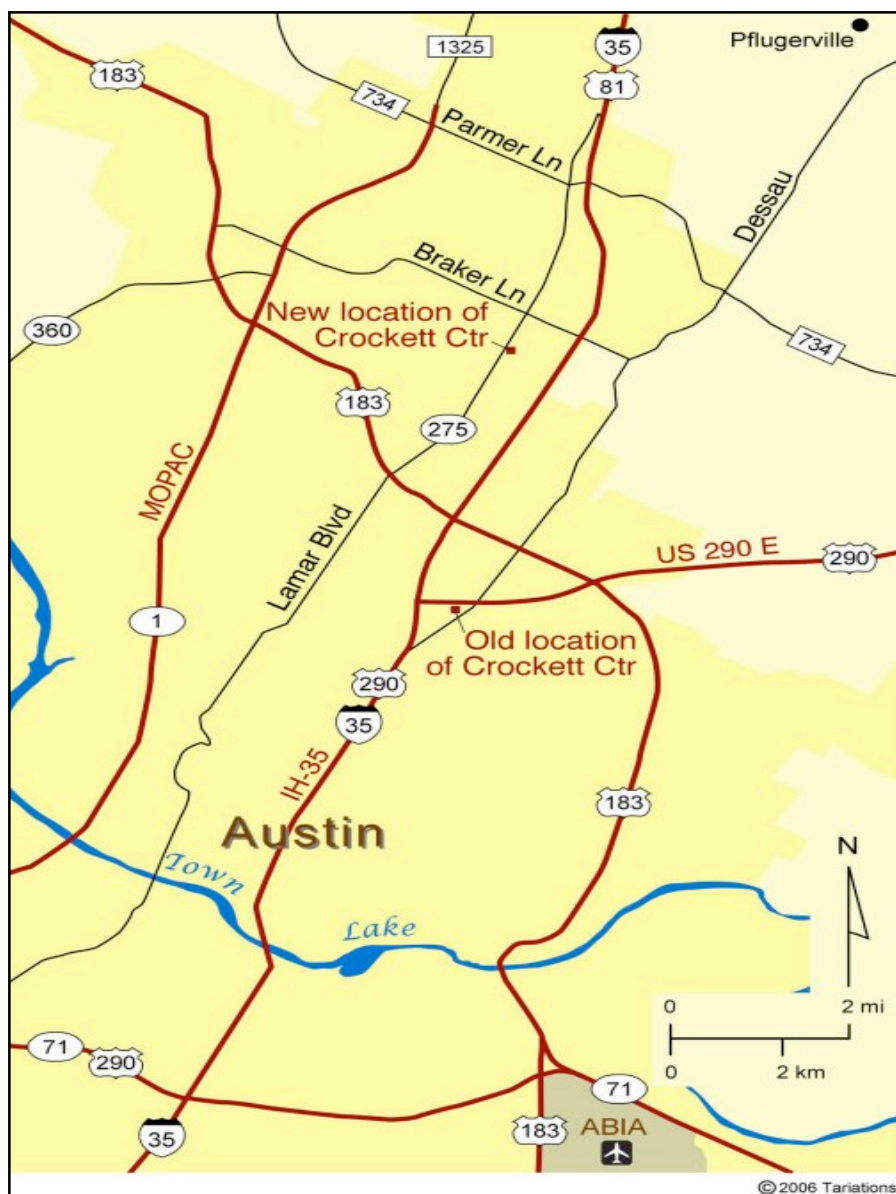 1325
35
Pflugerville
183
81
734
Parmer Ln
Dessau
Braker Ln
New location of
Crockett Ctr
360
734
183
275
MOPAC
Lamar Blvd
US 290 E
290
1
Old location
of Crockett Ctr
290
35
IH-35
183
Austin
N
Town
Lake
0
2 mi
71
290
0
2 km
71
35
183
ABIA
©2006 Tariations